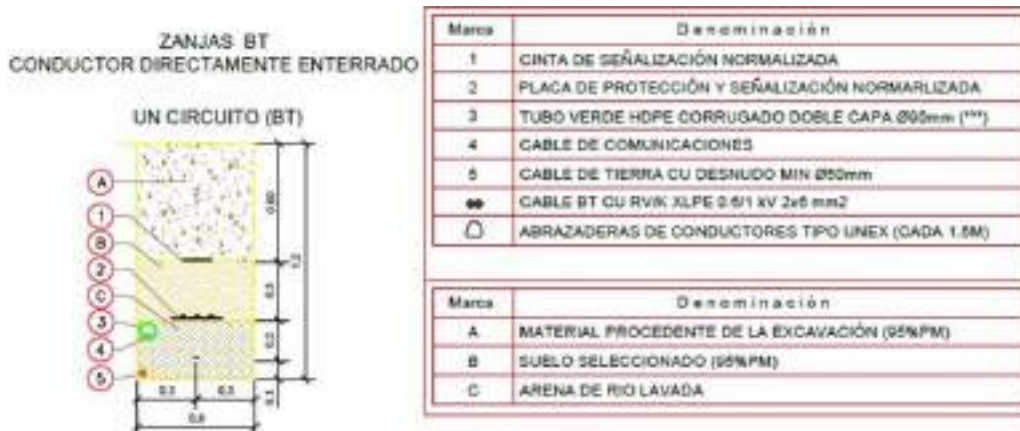 ZANJAS BT
CONDUCTOR DIRECTAMENTE ENTERRADO
UN CIRCUITO (BT)
A
1
B
2
C
3
4
5
0.60
1.2
0.3
0.2
0.1
0.3 0.3
0.6
Marca Denominación
1 CINTA DE SEÑALIZACIÓN NORMALIZADA
2 PLACA DE PROTECCIÓN Y SEÑALIZACIÓN NORMARLIZADA
3 TUBO VERDE HDPE CORRUGADO DOBLE CAPA Ø90mm (***)
4 CABLE DE COMUNICACIONES
5 CABLE DE TIERRA CU DESNUDO MIN Ø50mm
CABLE BT CU RV/K XLPE 0.6/1 kV 2x6 mm2
ABRAZADERAS DE CONDUCTORES TIPO UNEX (CADA 1.5M)
Marca Denominación
A MATERIAL PROCEDENTE DE LA EXCAVACIÓN (95%PM)
B SUELO SELECCIONADO (95%PM)
C ARENA DE RIO LAVADA